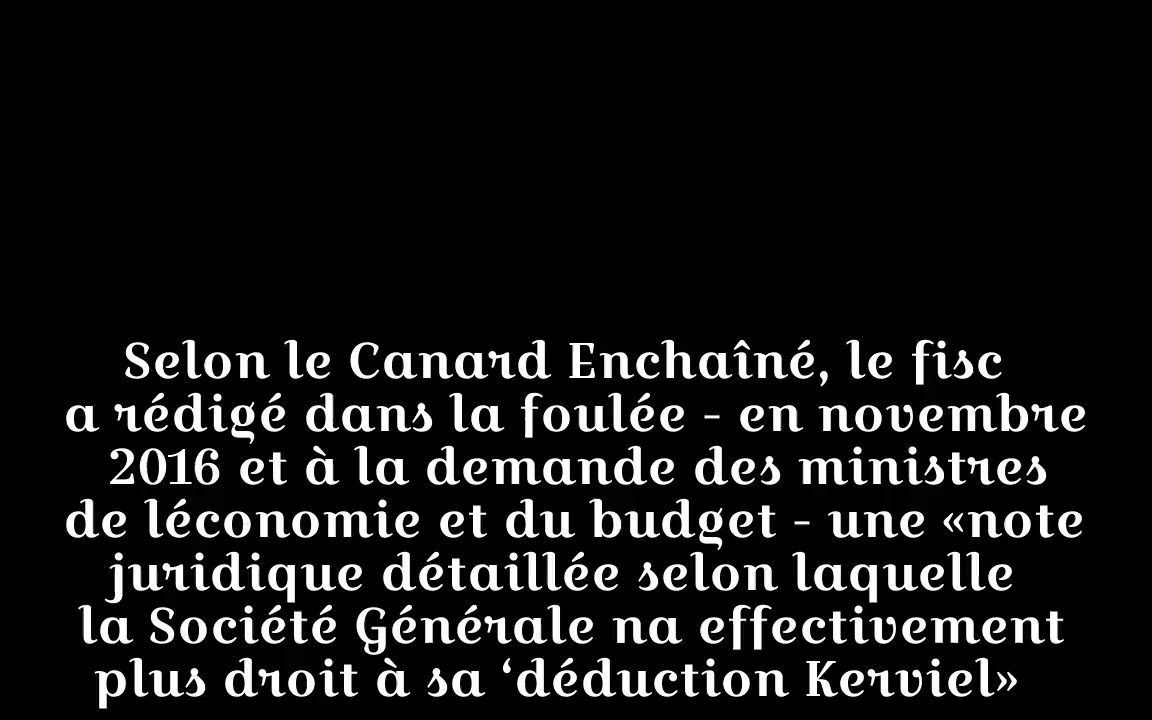 Selon le Canard Enchaîné, le fisc
a rédigé dans la foulée - en novembre
2016 et à la demande des ministres
de léconomie et du budget - une «note
juridique détaillée selon laquelle
la Société Générale na effectivement
plus droit à sa ‘déduction Kerviel»